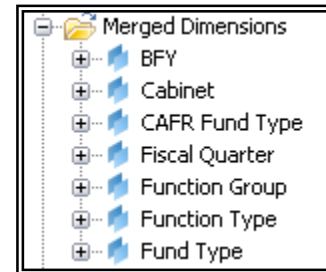 Merged Dimensions
BFY
Cabinet
CAFR Fund Type
Fiscal Quarter
Function Group
Function Type
Fund Type